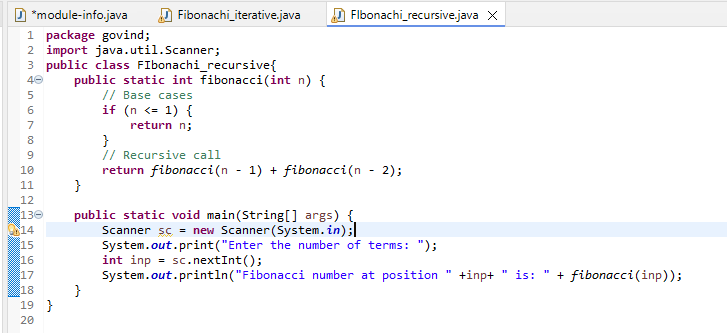 *module-info.java Fibonachi_iterative.java FIbonachi_recursive.java
1 package govind;
2 import java.util.Scanner;
3 public class FIbonachi_recursive{
4 public static int fibonacci(int n) {
5 // Base cases
6 if (n <= 1) {
7 return n;
8 }
9 // Recursive call
10 return fibonacci(n - 1) + fibonacci(n - 2);
11 }
12
13 public static void main(String[] args) {
14 Scanner sc = new Scanner(System.in);
15 System.out.print("Enter the number of terms: ");
16 int inp = sc.nextInt();
17 System.out.println("Fibonacci number at position " +inp+ " is: " + fibonacci(inp));
18 }
19 }
20